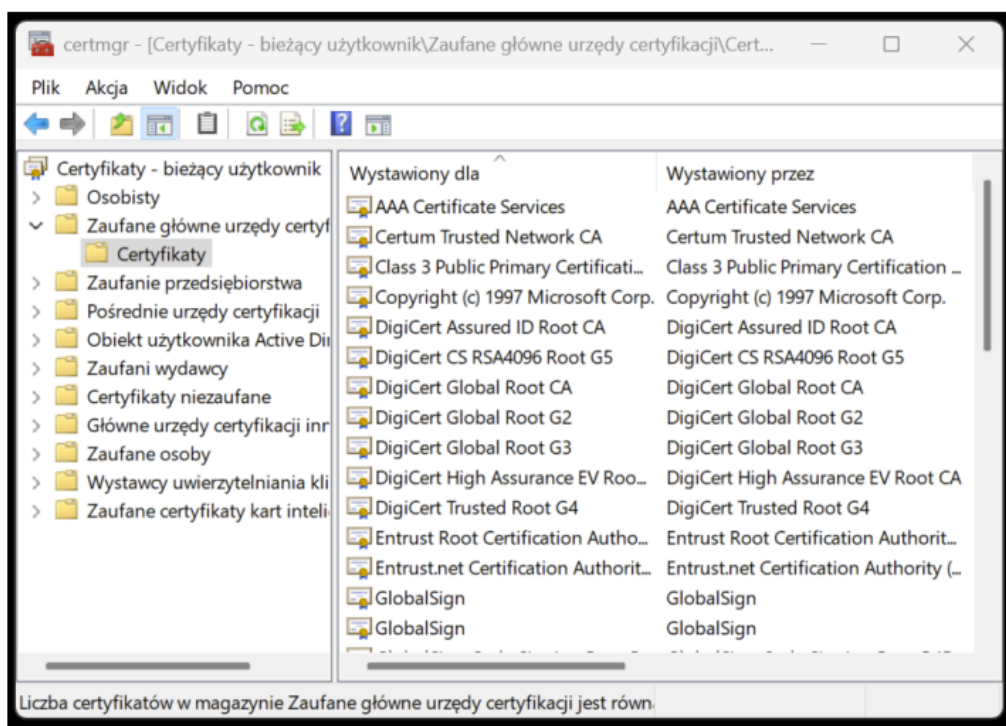 certmgr - [Certyfikaty - bieżący użytkownik\Zaufane główne urzędy certyfikacji\Cert...
Plik Akcja Widok Pomoc
Certyfikaty - bieżący użytkownik
Osobisty
Zaufane główne urzędy certyf
Certyfikaty
Zaufanie przedsiębiorstwa
Pośrednie urzędy certyfikacji
Obiekt użytkownika Active Dir
Zaufani wydawcy
Certyfikaty niezaufane
Główne urzędy certyfikacji inn
Zaufane osoby
Wystawcy uwierzytelniania kli
Zaufane certyfikaty kart inteli
Wystawiony dla Wystawiony przez
AAA Certificate Services AAA Certificate Services
Certum Trusted Network CA Certum Trusted Network CA
Class 3 Public Primary Certificati... Class 3 Public Primary Certification ...
Copyright (c) 1997 Microsoft Corp. Copyright (c) 1997 Microsoft Corp.
DigiCert Assured ID Root CA DigiCert Assured ID Root CA
DigiCert CS RSA4096 Root G5 DigiCert CS RSA4096 Root G5
DigiCert Global Root CA DigiCert Global Root CA
DigiCert Global Root G2 DigiCert Global Root G2
DigiCert Global Root G3 DigiCert Global Root G3
DigiCert High Assurance EV Roo... DigiCert High Assurance EV Root CA
DigiCert Trusted Root G4 DigiCert Trusted Root G4
Entrust Root Certification Autho... Entrust Root Certification Authorit...
Entrust.net Certification Authorit... Entrust.net Certification Authority (...
GlobalSign GlobalSign
GlobalSign GlobalSign
Liczba certyfikatów w magazynie Zaufane główne urzędy certyfikacji jest równ